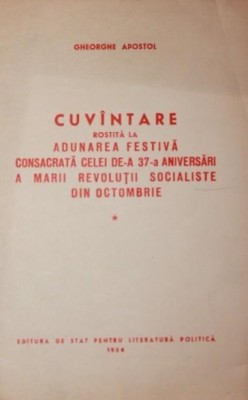 GHEORGHE APOSTOL
CUVÎNTARE
ROSTITĂ LA
ADUNAREA FESTIVĂ
CONSACRATĂ CELEI DE-A 37-a ANIVERSĂRI
A MARII REVOLUȚII SOCIALISTE
DIN OCTOMBRIE
*
EDITURA DE STAT PENTRU LITERATURĂ POLITICĂ
1954